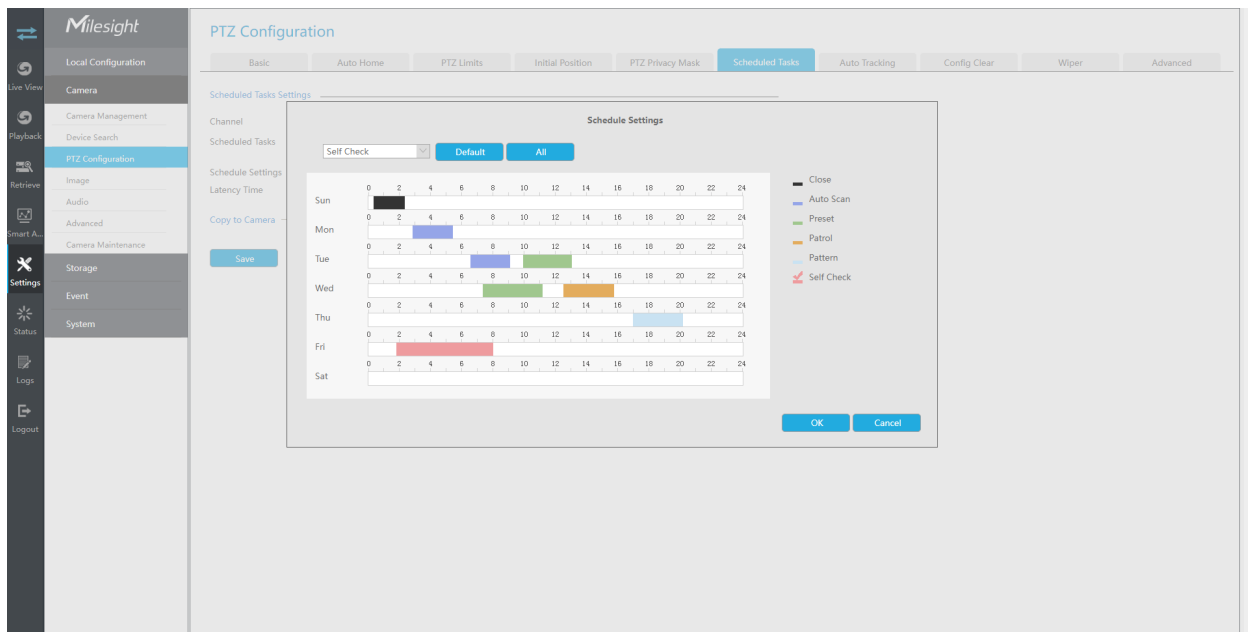 Milesight
Live View
Playback
Retrieve
Smart A...
Settings
Status
Logs
Logout
Local Configuration
Camera
Camera Management
Device Search
PTZ Configuration
Image
Audio
Advanced
Camera Maintenance
Storage
Event
System
PTZ Configuration
Basic Auto Home PTZ Limits Initial Position PTZ Privacy Mask Scheduled Tasks Auto Tracking Config Clear Wiper Advanced
Scheduled Tasks Settings
Channel
Scheduled Tasks
Schedule Settings
Latency Time
Copy to Camera
Save
Schedule Settings
Self Check Default All
0 2 4 6 8 10 12 14 16 18 20 22 24
Sun
0 2 4 6 8 10 12 14 16 18 20 22 24
Mon
0 2 4 6 8 10 12 14 16 18 20 22 24
Tue
0 2 4 6 8 10 12 14 16 18 20 22 24
Wed
0 2 4 6 8 10 12 14 16 18 20 22 24
Thu
0 2 4 6 8 10 12 14 16 18 20 22 24
Fri
0 2 4 6 8 10 12 14 16 18 20 22 24
Sat
Close
Auto Scan
Preset
Patrol
Pattern
Self Check
OK Cancel